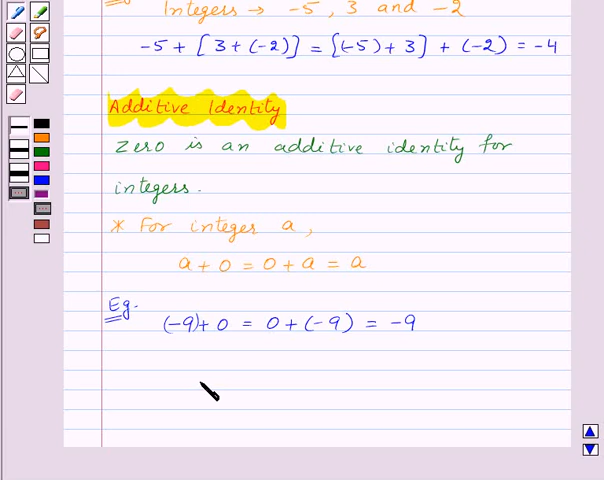 Integers → -5, 3 and -2
-5 + [3 + (-2)] = [(-5) + 3] + (-2) = -4
Additive Identity
Zero is an additive identity for
integers.
* For integer a,
a + 0 = 0 + a = a
Eg.
(-9) + 0 = 0 + (-9) = -9